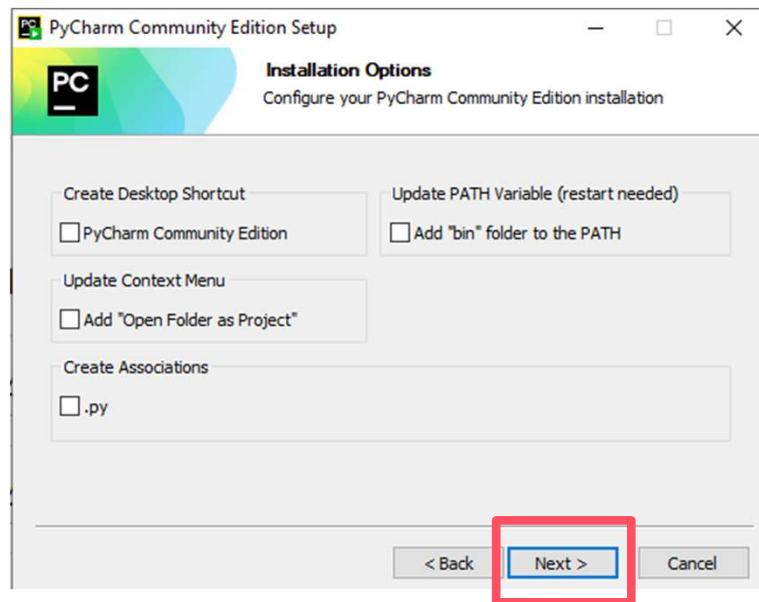 PyCharm Community Edition Setup
PC
Installation Options
Configure your PyCharm Community Edition installation
Create Desktop Shortcut
PyCharm Community Edition
Update PATH Variable (restart needed)
Add "bin" folder to the PATH
Update Context Menu
Add "Open Folder as Project"
Create Associations
.py
< Back
Next >
Cancel